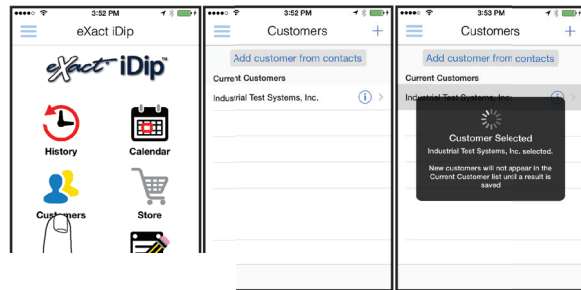 3:52 PM
eXact iDip
eXact iDip™
History
Calendar
Customers
Store
3:52 PM
Customers
+
Add customer from contacts
Current Customers
Industrial Test Systems, Inc.
3:53 PM
Customers
+
Add customer from contacts
Current Customers
Industrial Test Systems, Inc.
Customer Selected
Industrial Test Systems, Inc. selected.
New customers will not appear in the
Current Customer list until a result is
saved